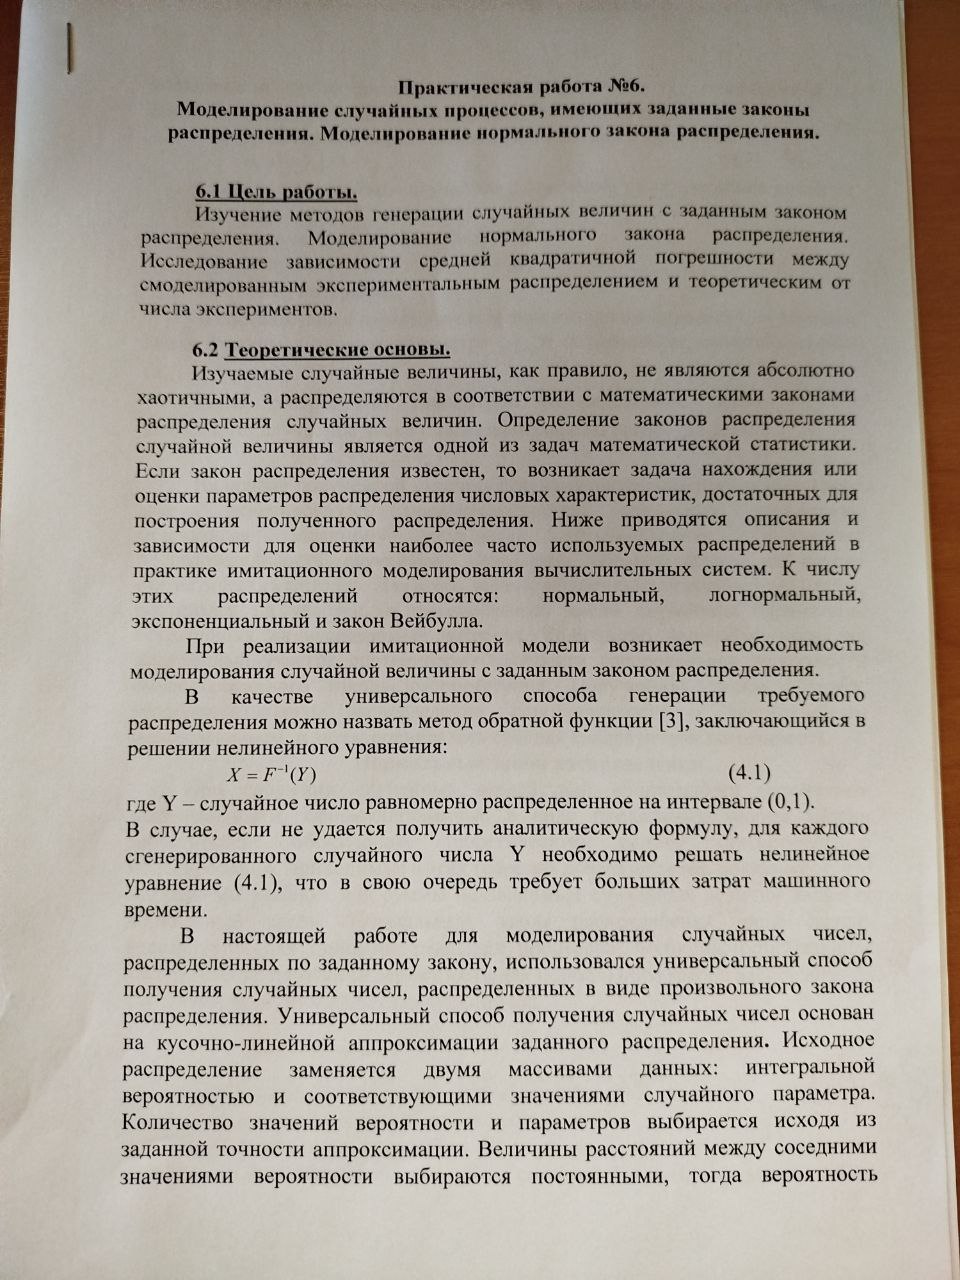 Практическая работа №6.
Моделирование случайных процессов, имеющих заданные законы
распределения. Моделирование нормального закона распределения.
6.1 Цель работы.
Изучение методов генерации случайных величин с заданным законом
распределения. Моделирование нормального закона распределения.
Исследование зависимости средней квадратичной погрешности между
смоделированным экспериментальным распределением и теоретическим от
числа экспериментов.
6.2 Теоретические основы.
Изучаемые случайные величины, как правило, не являются абсолютно
хаотичными, а распределяются в соответствии с математическими законами
распределения случайных величин. Определение законов распределения
случайной величины является одной из задач математической статистики.
Если закон распределения известен, то возникает задача нахождения или
оценки параметров распределения числовых характеристик, достаточных для
построения полученного распределения. Ниже приводятся описания и
зависимости для оценки наиболее часто используемых распределений в
практике имитационного моделирования вычислительных систем. К числу
этих распределений относятся: нормальный, логнормальный,
экспоненциальный и закон Вейбулла.
При реализации имитационной модели возникает необходимость
моделирования случайной величины с заданным законом распределения.
В качестве универсального способа генерации требуемого
распределения можно назвать метод обратной функции [3], заключающийся в
решении нелинейного уравнения:
X = F⁻¹(Y) (4.1)
где Y – случайное число равномерно распределенное на интервале (0,1).
В случае, если не удается получить аналитическую формулу, для каждого
сгенерированного случайного числа Y необходимо решать нелинейное
уравнение (4.1), что в свою очередь требует больших затрат машинного
времени.
В настоящей работе для моделирования случайных чисел,
распределенных по заданному закону, использовался универсальный способ
получения случайных чисел, распределенных в виде произвольного закона
распределения. Универсальный способ получения случайных чисел основан
на кусочно-линейной аппроксимации заданного распределения. Исходное
распределение заменяется двумя массивами данных: интегральной
вероятностью и соответствующими значениями случайного параметра.
Количество значений вероятности и параметров выбирается исходя из
заданной точности аппроксимации. Величины расстояний между соседними
значениями вероятности выбираются постоянными, тогда вероятность